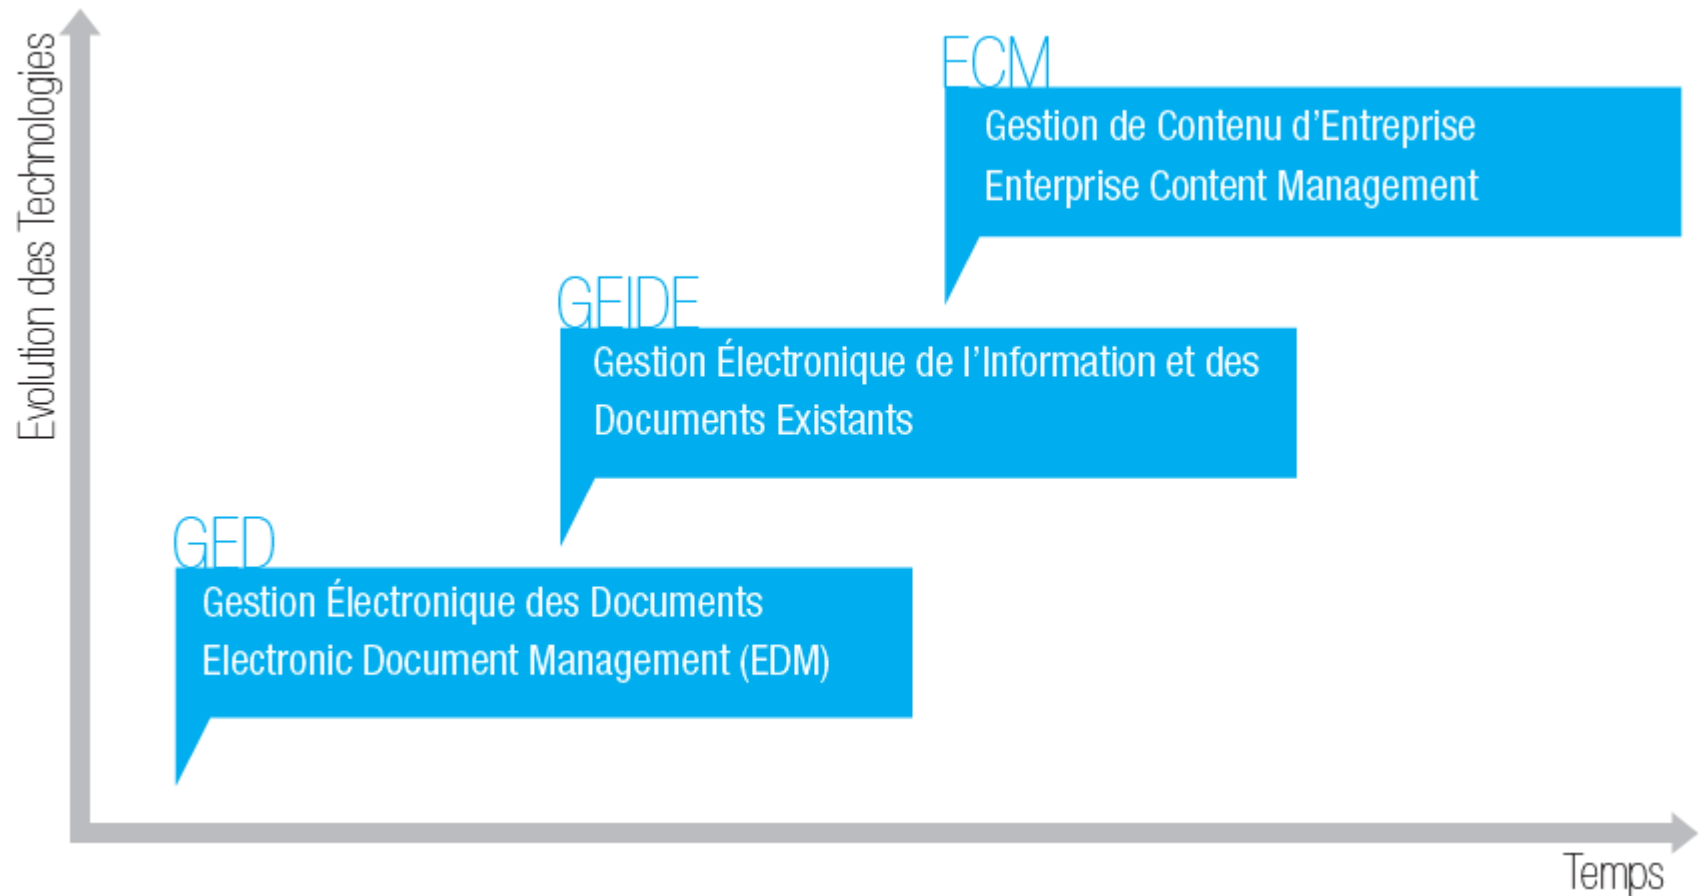 Evolution des Technologies
ECM
Gestion de Contenu d’Entreprise
Enterprise Content Management
GEIDE
Gestion Électronique de l’Information et des
Documents Existants
GED
Gestion Électronique des Documents
Electronic Document Management (EDM)
Temps